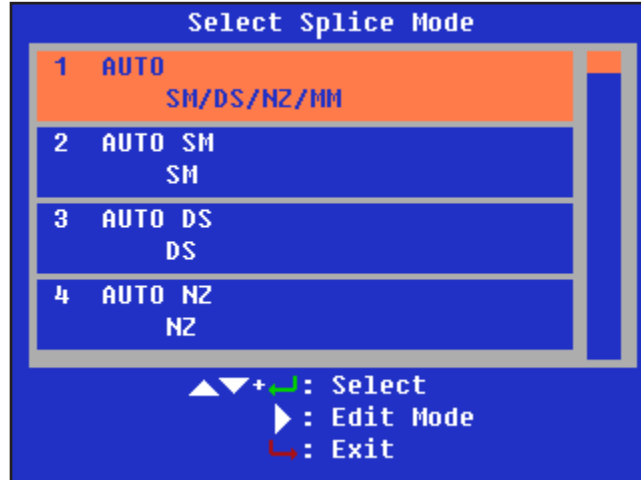 Select Splice Mode
1 AUTO
SM/DS/NZ/MM
2 AUTO SM
SM
3 AUTO DS
DS
4 AUTO NZ
NZ
▲▼+↵: Select
▶: Edit Mode
↳: Exit